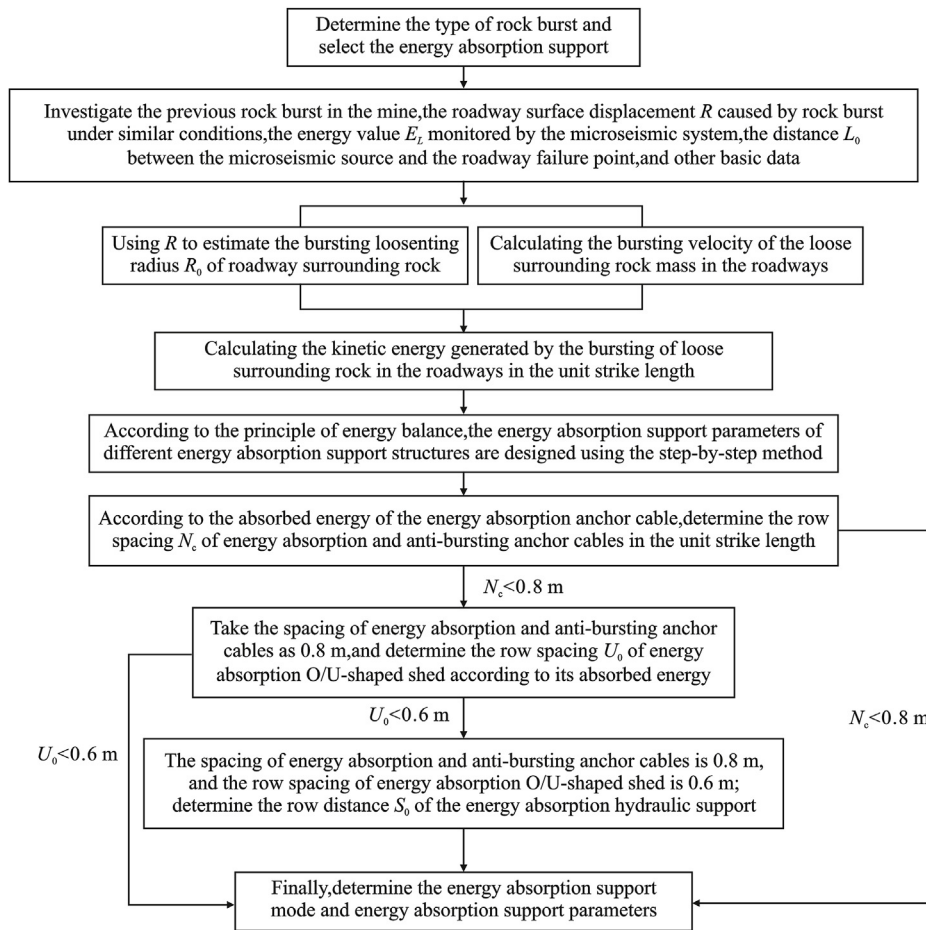 Determine the type of rock burst and
select the energy absorption support
Investigate the previous rock burst in the mine,the roadway surface displacement R caused by rock burst
under similar conditions,the energy value E_L monitored by the microseismic system,the distance L_0
between the microseismic source and the roadway failure point,and other basic data
Using R to estimate the bursting loosenting
radius R_0 of roadway surrounding rock
Calculating the bursting velocity of the loose
surrounding rock mass in the roadways
Calculating the kinetic energy generated by the bursting of loose
surrounding rock in the roadways in the unit strike length
According to the principle of energy balance,the energy absorption support parameters of
different energy absorption support structures are designed using the step-by-step method
According to the absorbed energy of the energy absorption anchor cable,determine the row
spacing N_c of energy absorption and anti-bursting anchor cables in the unit strike length
N_c<0.8 m
Take the spacing of energy absorption and anti-bursting anchor
cables as 0.8 m,and determine the row spacing U_0 of energy
absorption O/U-shaped shed according to its absorbed energy
U_0<0.6 m
N_c<0.8 m
U_0<0.6 m
The spacing of energy absorption and anti-bursting anchor cables is 0.8 m,
and the row spacing of energy absorption O/U-shaped shed is 0.6 m;
determine the row distance S_0 of the energy absorption hydraulic support
Finally,determine the energy absorption support
mode and energy absorption support parameters